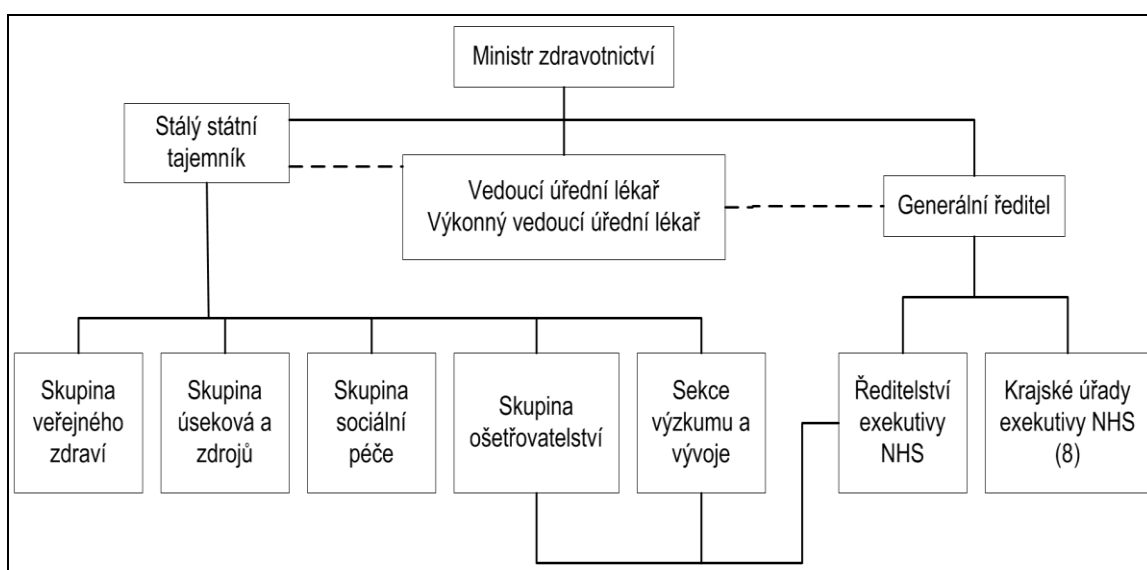 Ministr zdravotnictví
Stálý státní
tajemník
Vedoucí úřední lékař
Výkonný vedoucí úřední lékař
Generální ředitel
Skupina
veřejného
zdraví
Skupina
úseková a
zdrojů
Skupina
sociální
péče
Skupina
ošetřovatelství
Sekce
výzkumu a
vývoje
Ředitelství
exekutivy
NHS
Krajské úřady
exekutivy NHS
(8)